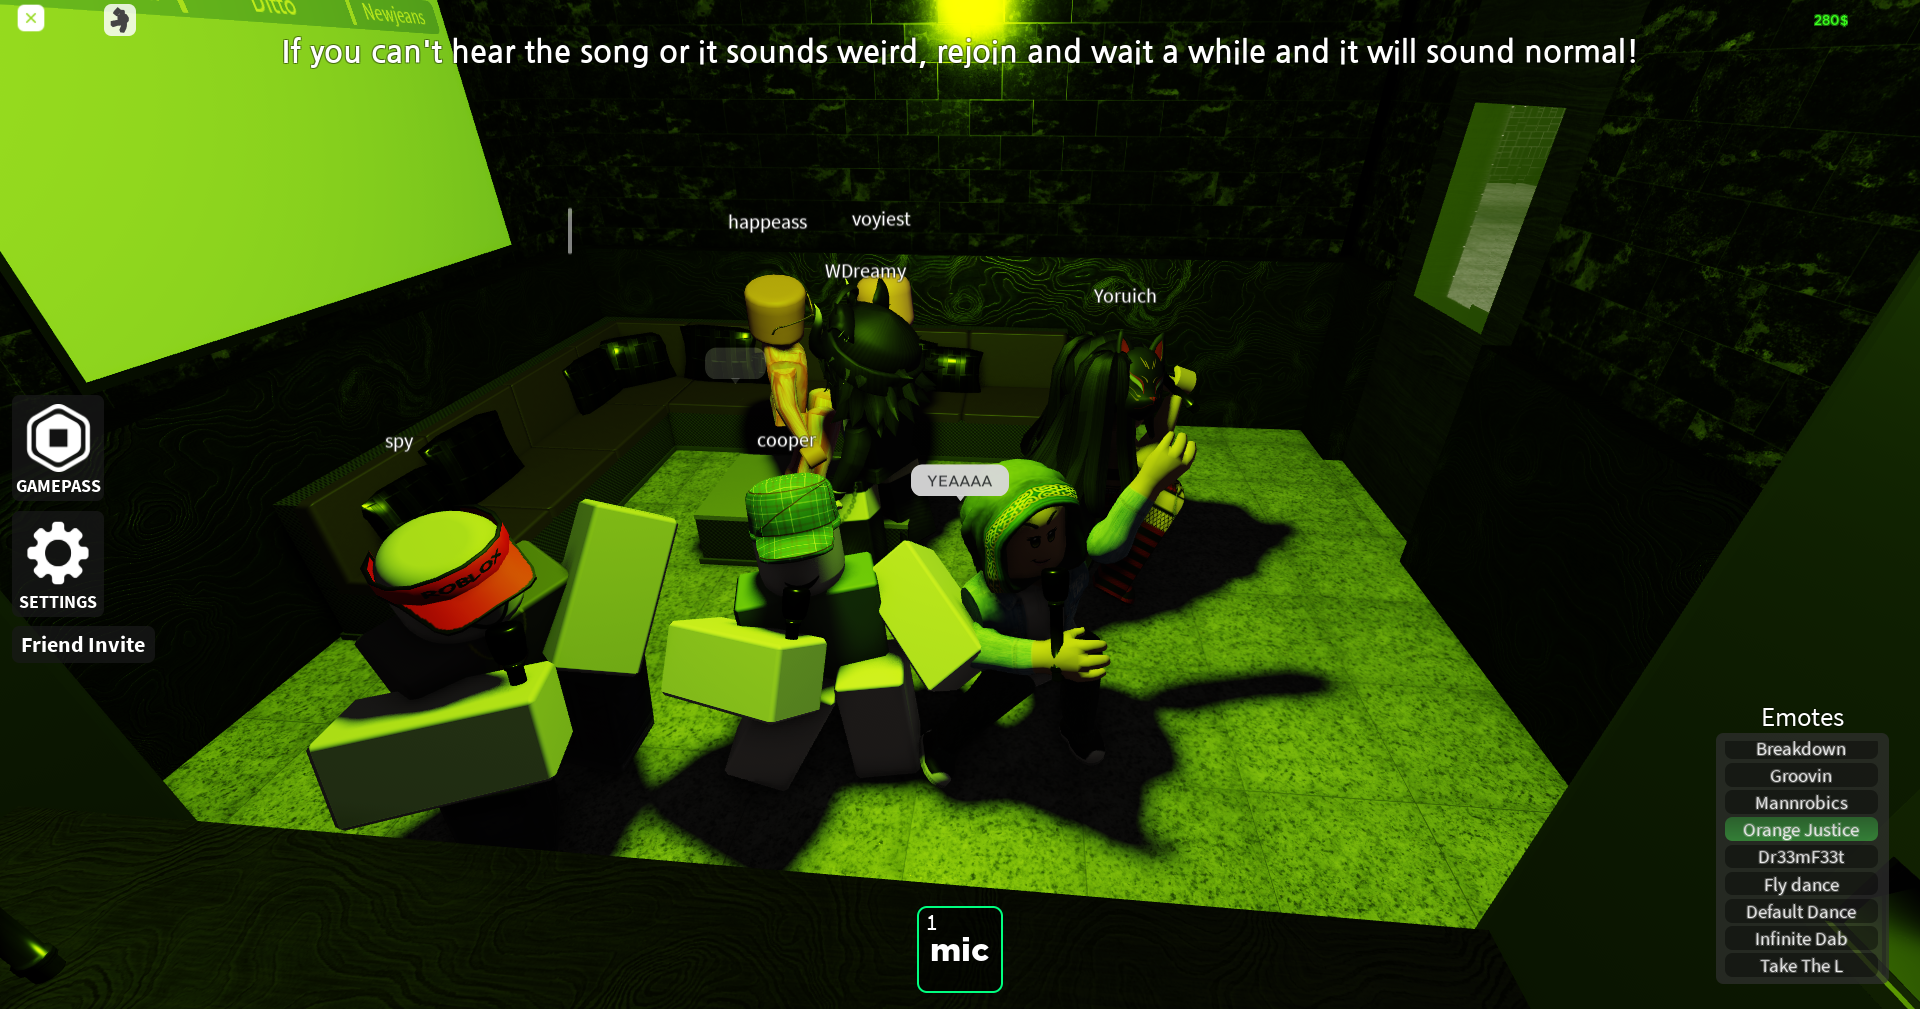 Ditto
Newjeans
280$
If you can't hear the song or it sounds weird, rejoin and wait a while and it will sound normal!
happeass
voyiest
WDreamy
Yoruich
spy
cooper
YEAAAA
ROBLOX
GAMEPASS
SETTINGS
Friend Invite
Emotes
Breakdown
Groovin
Mannrobics
Orange Justice
Dr33mF33t
Fly dance
Default Dance
Infinite Dab
Take The L
1
mic